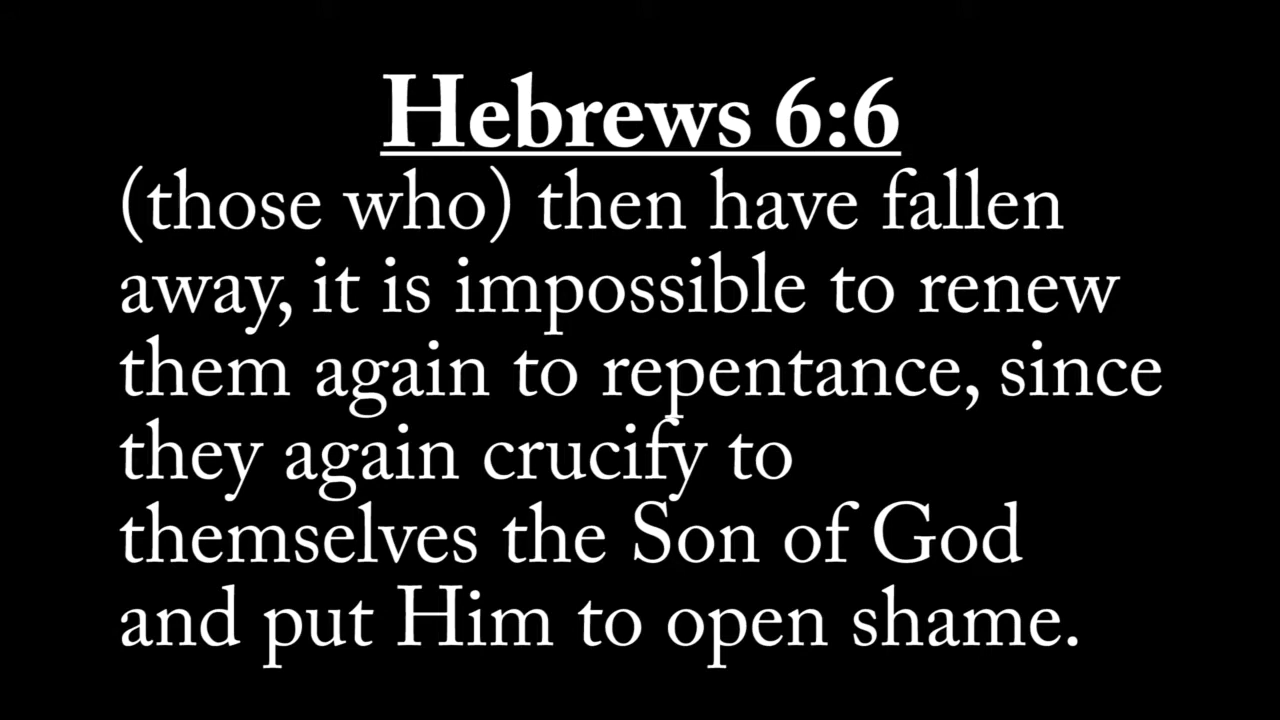 Hebrews 6:6
(those who) then have fallen
away, it is impossible to renew
them again to repentance, since
they again crucify to
themselves the Son of God
and put Him to open shame.